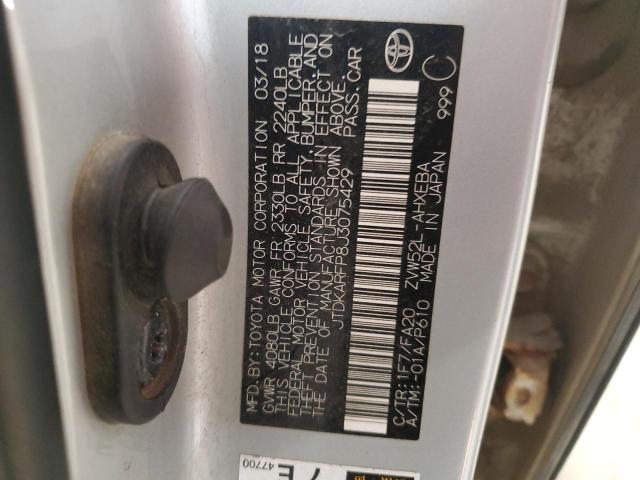 MFD. BY: TOYOTA MOTOR CORPORATION 03/18
GVWR 4080LB GAWR FR 2330LB RR 2240LB
THIS VEHICLE CONFORMS TO ALL APPLICABLE
FEDERAL MOTOR VEHICLE SAFETY, BUMPER, AND
THEFT PREVENTION STANDARDS IN EFFECT ON
THE DATE OF MANUFACTURE SHOWN ABOVE.
JTDKARFP8J3075429 PASS.CAR
C/TR: 1F7/FA20 ZVW52L-AHXEBA
A/TM: -01A/P610 MADE IN JAPAN 999 C
47700